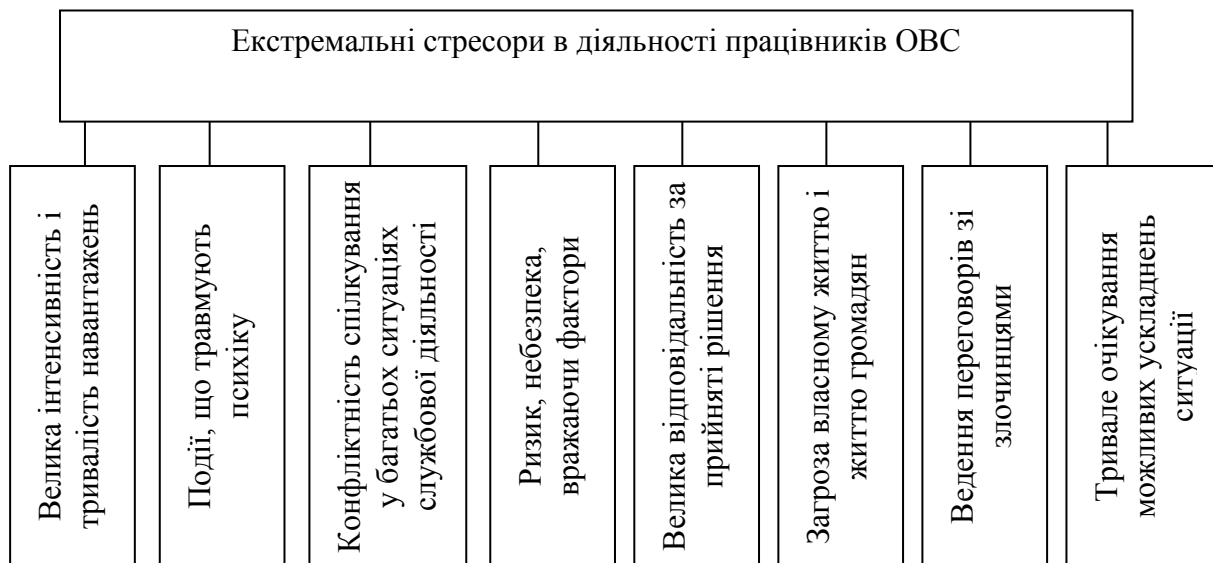 Екстремальні стресори в діяльності працівників ОВС
Велика інтенсивність і
тривалість навантажень
Події, що травмують
психіку
Конфліктність спілкування
у багатьох ситуаціях
службової діяльності
Ризик, небезпека,
вражаючи фактори
Велика відповідальність за
прийняті рішення
Загроза власному життю і
життю громадян
Ведення переговорів зі
злочинцями
Тривале очікування
можливих ускладнень
ситуації